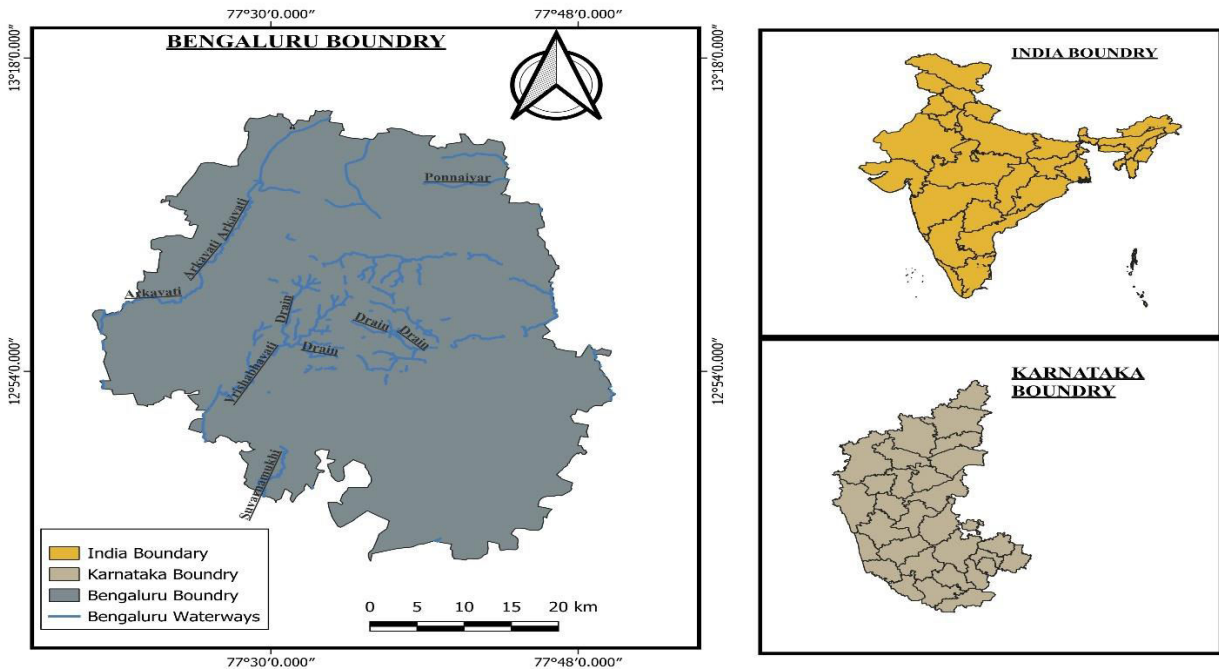 77°30′0.000″
77°48′0.000″
BENGALURU BOUNDRY
13°18′0.000″
13°18′0.000″
Ponnaiyar
Arkavati
Arkavati
Arkavati
Drain
Drain
Drain
Drain
Vrishabhavati
12°54′0.000″
12°54′0.000″
Suvarnamukhi
India Boundary
Karnataka Boundry
Bengaluru Boundry
Bengaluru Waterways
0 5 10 15 20 km
77°30′0.000″
77°48′0.000″
INDIA BOUNDRY
KARNATAKA
BOUNDRY